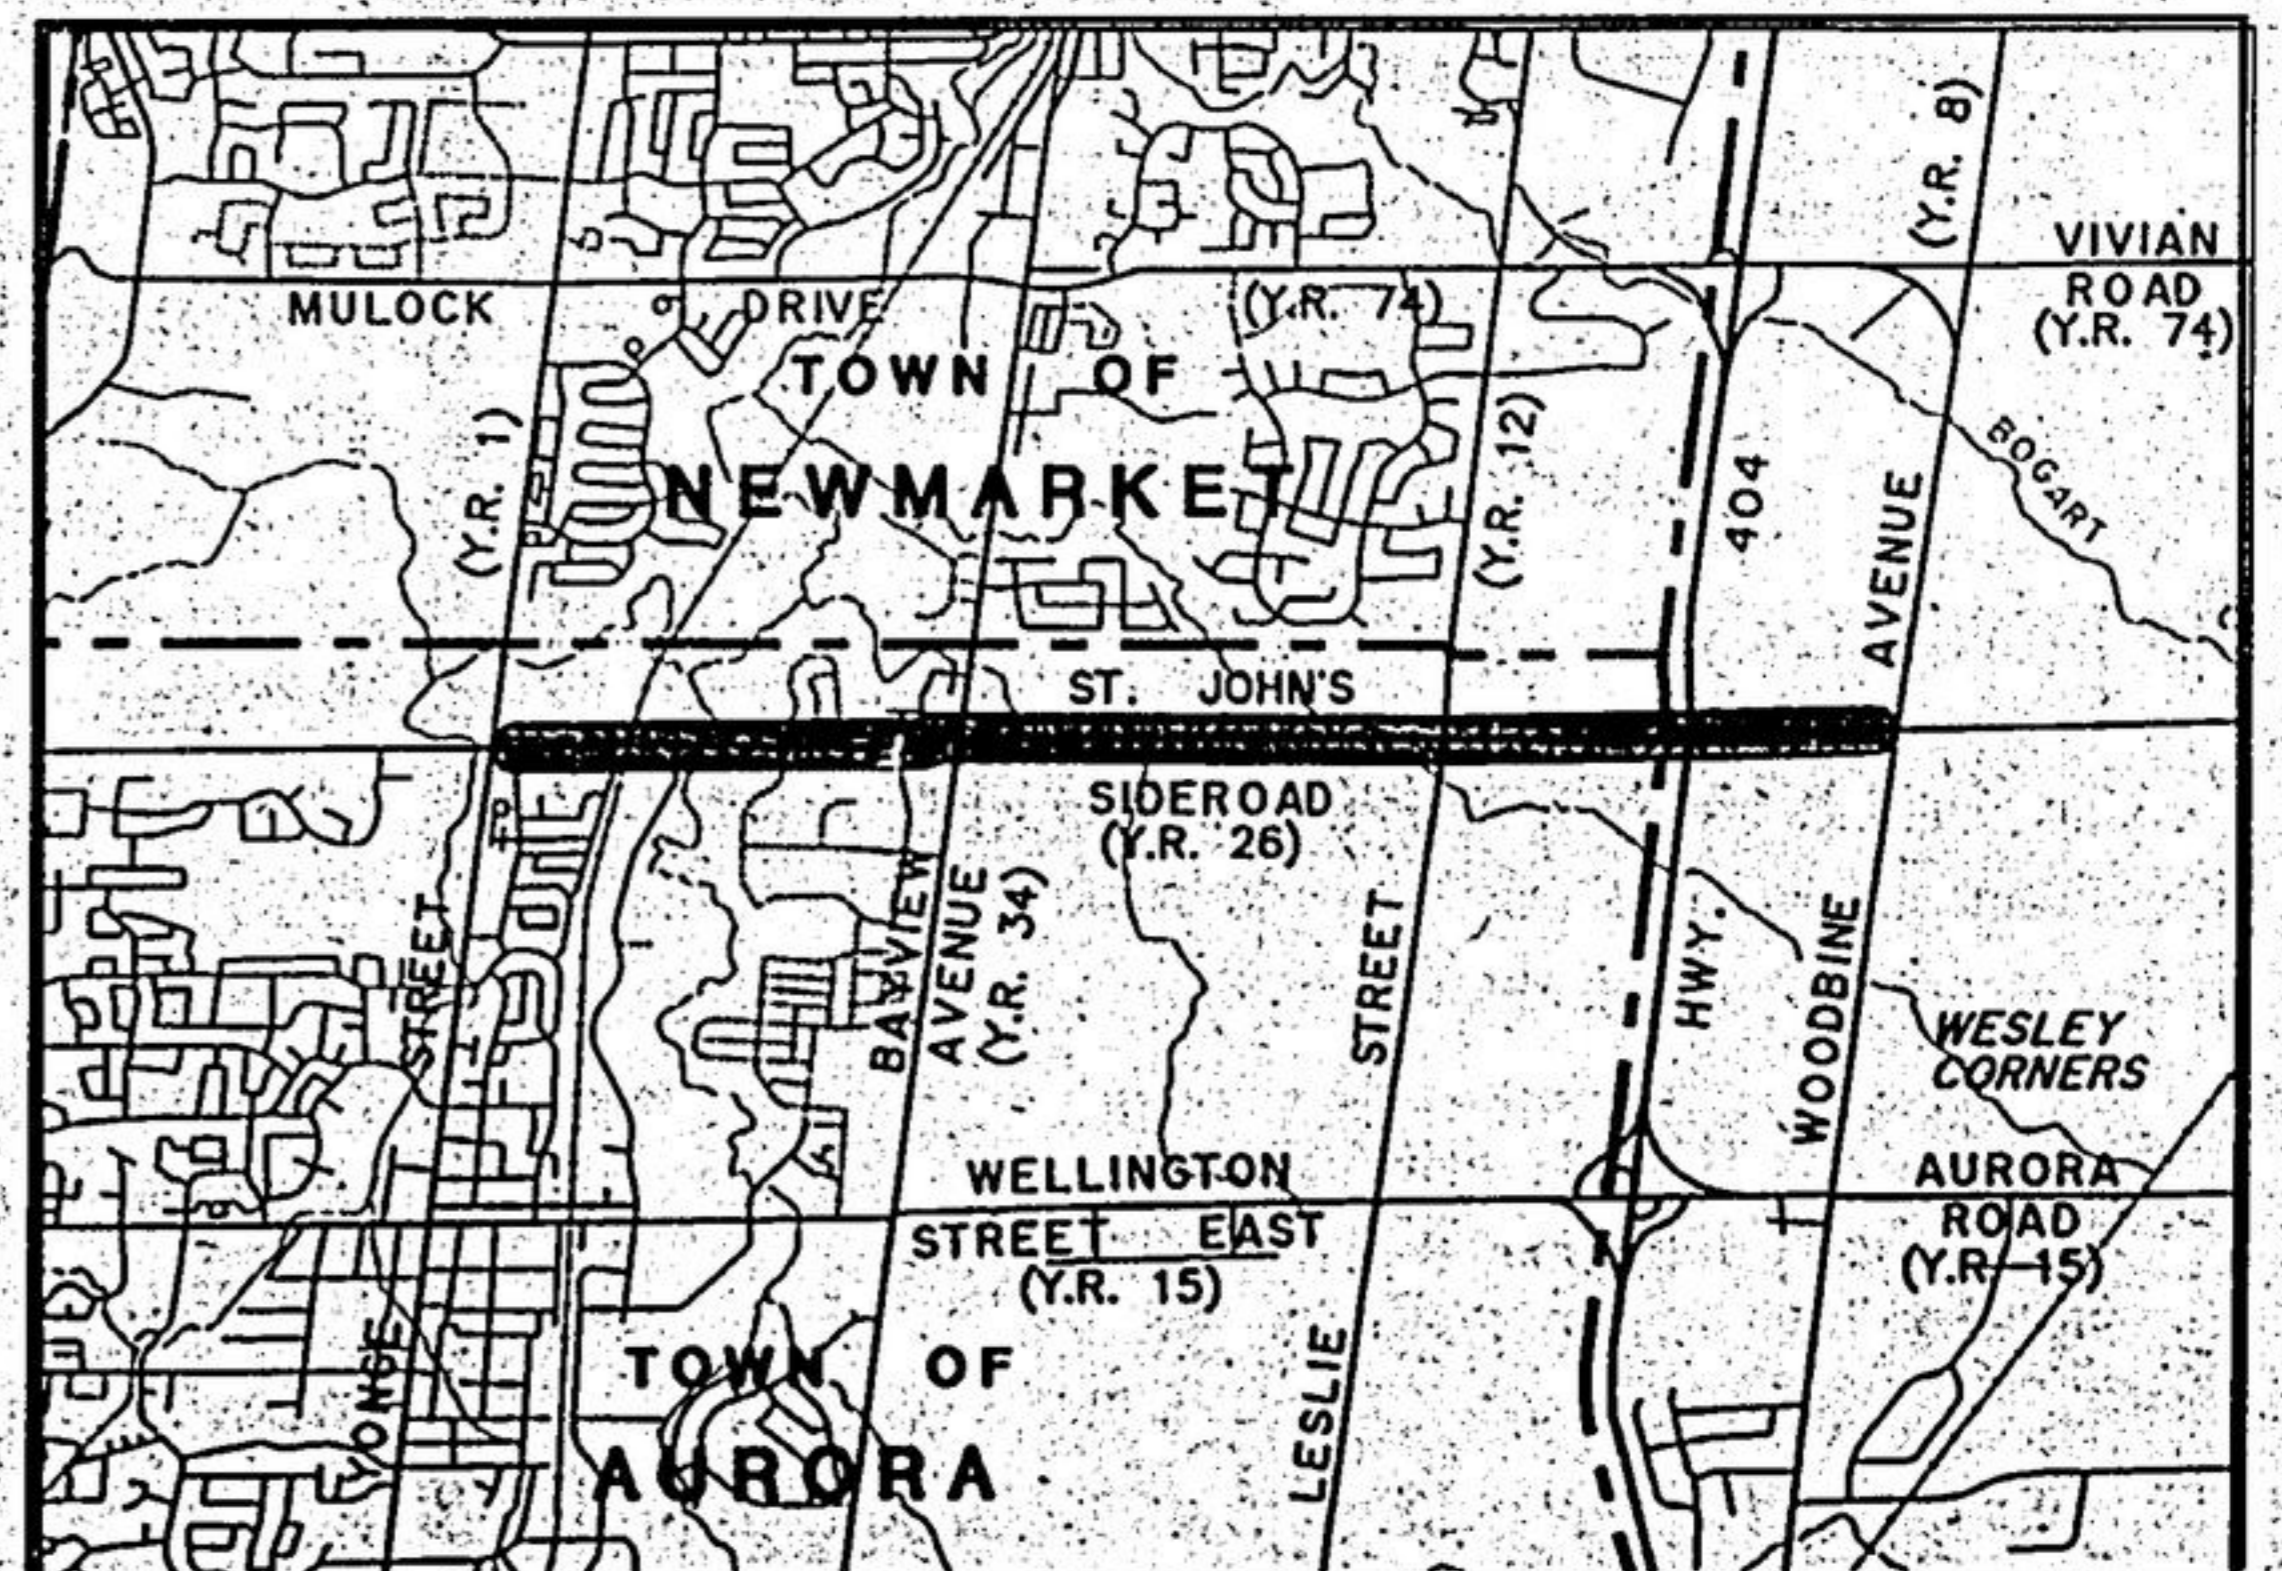 (Y.R. 8)
VIVIAN
ROAD
(Y.R. 74)
MULOCK DRIVE (Y.R. 74)
TOWN OF
NEWMARKET
(Y.R. 1)
(Y.R. 12)
404
AVENUE
BOGART
ST. JOHN'S
SIDEROAD
(Y.R. 26)
STREET
BAYVIEW
AVENUE
(Y.R. 34)
STREET
HWY.
WOODBINE
WESLEY
CORNERS
WELLINGTON
STREET EAST
(Y.R. 15)
AURORA
ROAD
(Y.R. 15)
YONGE
TOWN OF
AURORA
LESLIE